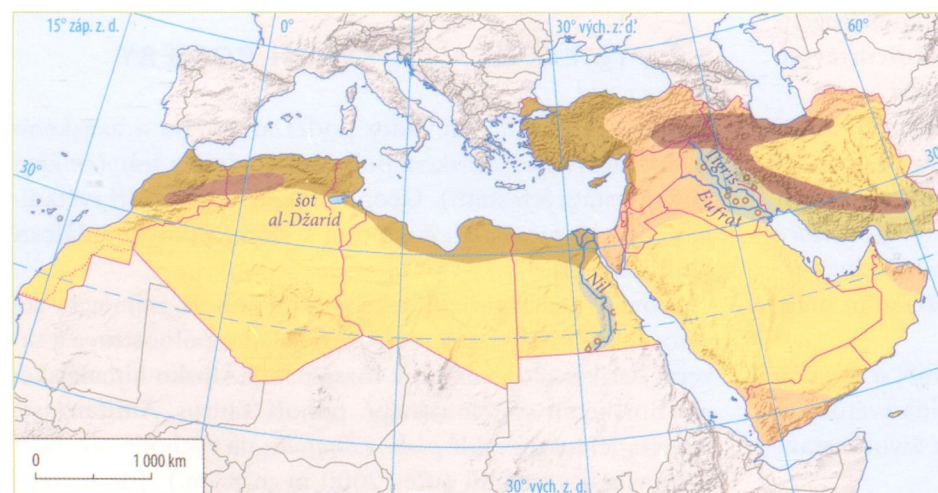 15° záp. z. d.
0°
30° vých. z. d.
60°
30°
30
šot
al-Džaríd
Tigris
Eufrat
Nil
0
1 000 km
30° vých. z. d.